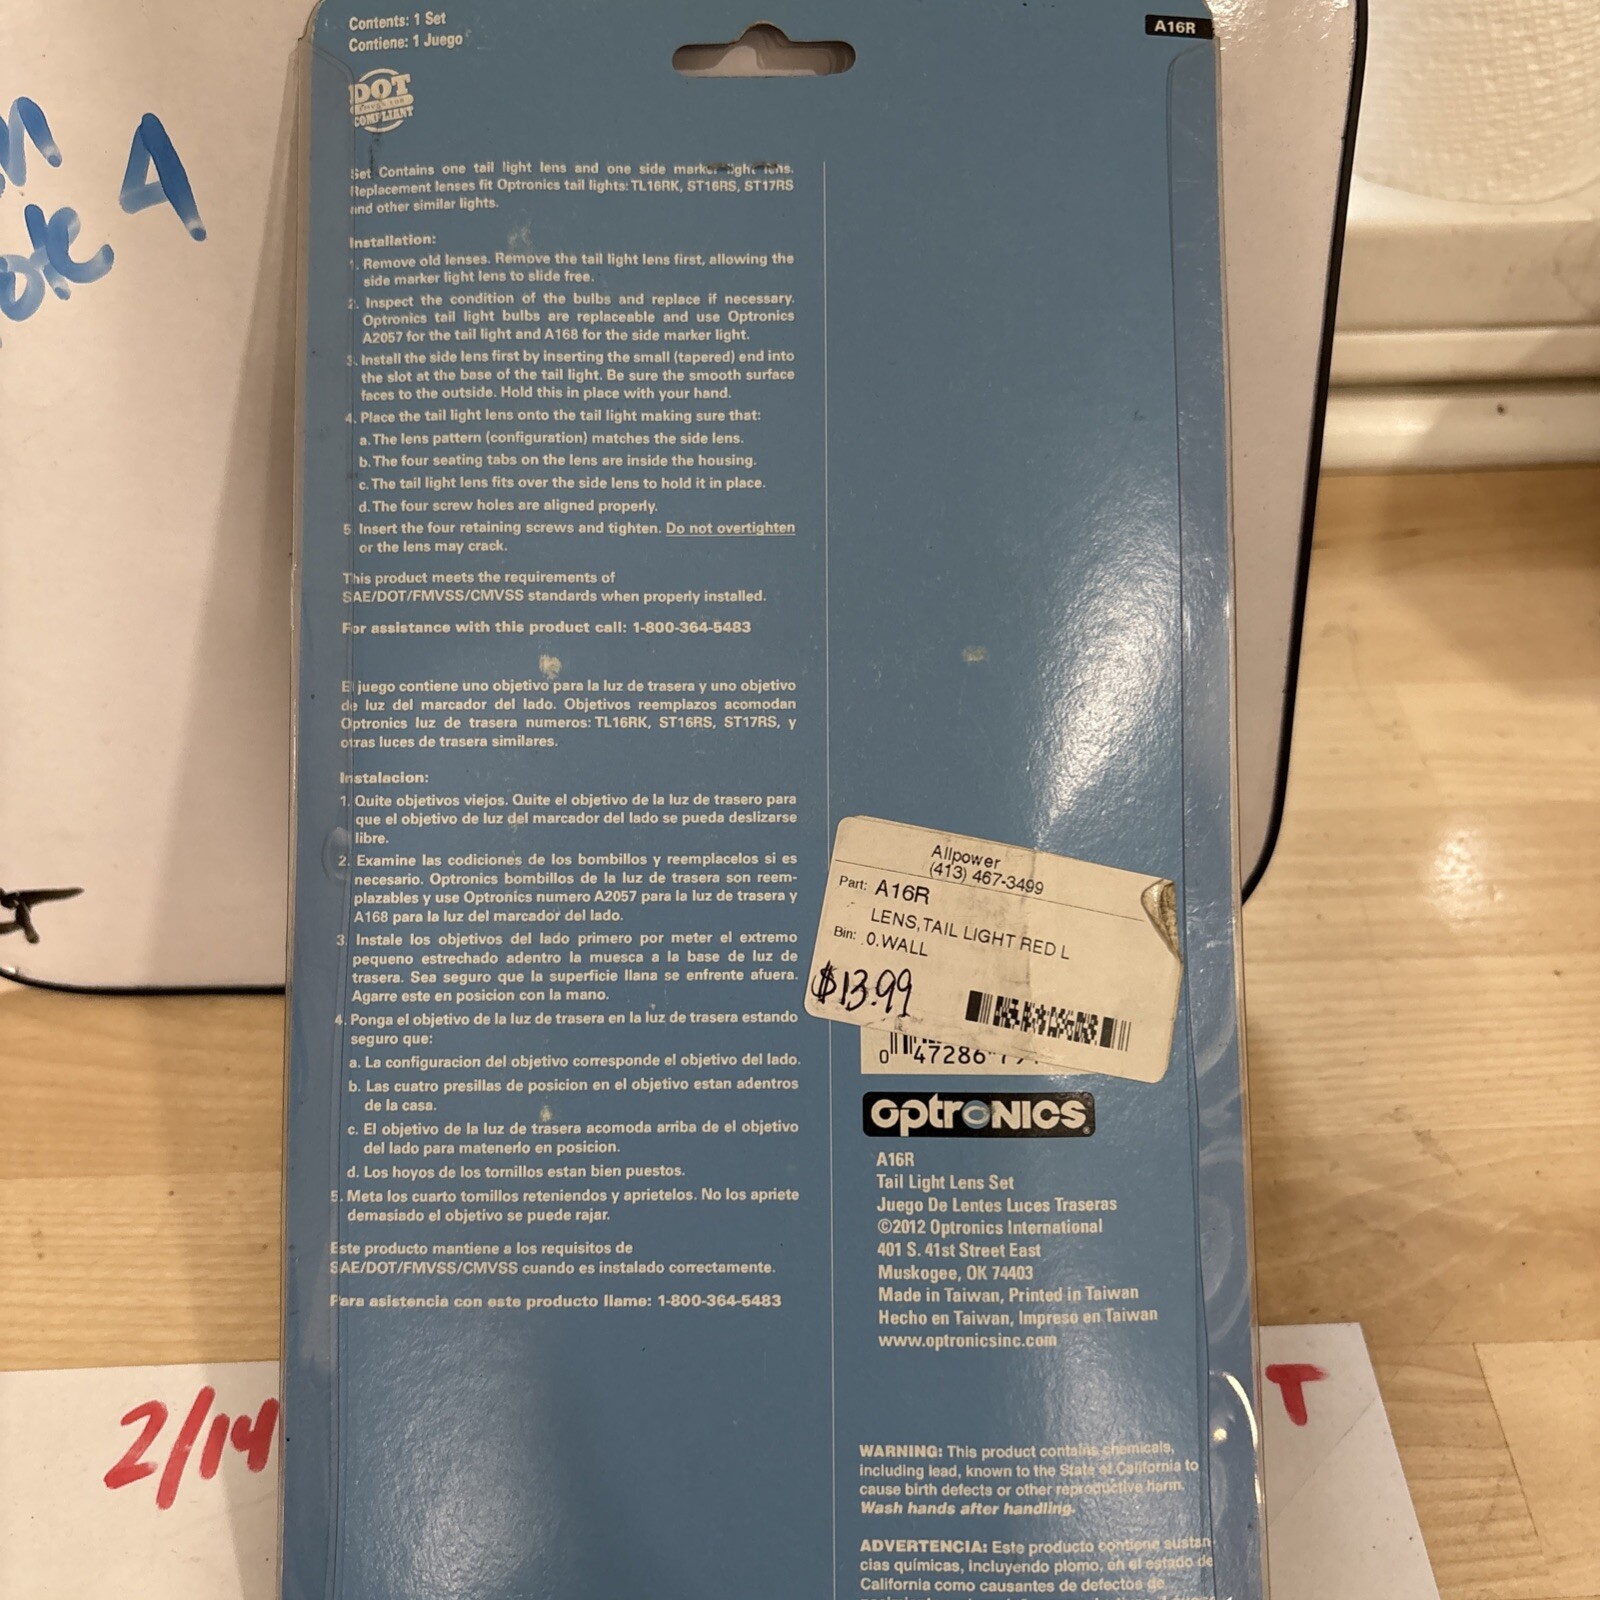 Contents: 1 Set
Contiene: 1 Juego
A16R
DOT
COMPLIANT
Set Contains one tail light lens and one side marker light lens.
Replacement lenses fit Optronics tail lights: TL16RK, ST16RS, ST17RS
and other similar lights.
Installation:
1. Remove old lenses. Remove the tail light lens first, allowing the
side marker light lens to slide free.
2. Inspect the condition of the bulbs and replace if necessary.
Optronics tail light bulbs are replaceable and use Optronics
A2057 for the tail light and A168 for the side marker light.
3. Install the side lens first by inserting the small (tapered) end into
the slot at the base of the tail light. Be sure the smooth surface
faces to the outside. Hold this in place with your hand.
4. Place the tail light lens onto the tail light making sure that:
a. The lens pattern (configuration) matches the side lens.
b. The four seating tabs on the lens are inside the housing.
c. The tail light lens fits over the side lens to hold it in place.
d. The four screw holes are aligned properly.
5. Insert the four retaining screws and tighten. Do not overtighten
or the lens may crack.
This product meets the requirements of
SAE/DOT/FMVSS/CMVSS standards when properly installed.
For assistance with this product call: 1-800-364-5483
El juego contiene uno objetivo para la luz de trasera y uno objetivo
de luz del marcador del lado. Objetivos reemplazos acomodan
Optronics luz de trasera numeros: TL16RK, ST16RS, ST17RS, y
otras luces de trasera similares.
Instalacion:
1. Quite objetivos viejos. Quite el objetivo de la luz de trasero para
que el objetivo de luz del marcador del lado se pueda deslizarse
libre.
2. Examine las codiciones de los bombillos y reemplacelos si es
necesario. Optronics bombillos de la luz de trasera son reem-
plazables y use Optronics numero A2057 para la luz de trasera y
A168 para la luz del marcador del lado.
3. Instale los objetivos del lado primero por meter el extremo
pequeno estrechado adentro la muesca a la base de luz de
trasera. Sea seguro que la superficie llana se enfrente afuera.
Agarre este en posicion con la mano.
4. Ponga el objetivo de la luz de trasera en la luz de trasera estando
seguro que:
a. La configuracion del objetivo corresponde el objetivo del lado.
b. Las cuatro presillas de posicion en el objetivo estan adentros
de la casa.
c. El objetivo de la luz de trasera acomoda arriba de el objetivo
del lado para matenerlo en posicion.
d. Los hoyos de los tornillos estan bien puestos.
5. Meta los cuarto tornillos reteniendos y aprietelos. No los apriete
demasiado el objetivo se puede rajar.
Este producto mantiene a los requisitos de
SAE/DOT/FMVSS/CMVSS cuando es instalado correctamente.
Para asistencia con este producto llame: 1-800-364-5483
Allpower
(413) 467-3499
Part: A16R
LENS,TAIL LIGHT RED L
Bin: 0.WALL
$13.99
0 47286
optronics
A16R
Tail Light Lens Set
Juego De Lentes Luces Traseras
©2012 Optronics International
401 S. 41st Street East
Muskogee, OK 74403
Made in Taiwan, Printed in Taiwan
Hecho en Taiwan, Impreso en Taiwan
www.optronicsinc.com
WARNING: This product contains chemicals,
including lead, known to the State of California to
cause birth defects or other reproductive harm.
Wash hands after handling.
ADVERTENCIA: Este producto contiene sustan-
cias químicas, incluyendo plomo, en el estado de
California como causantes de defectos de
2/14
T
4